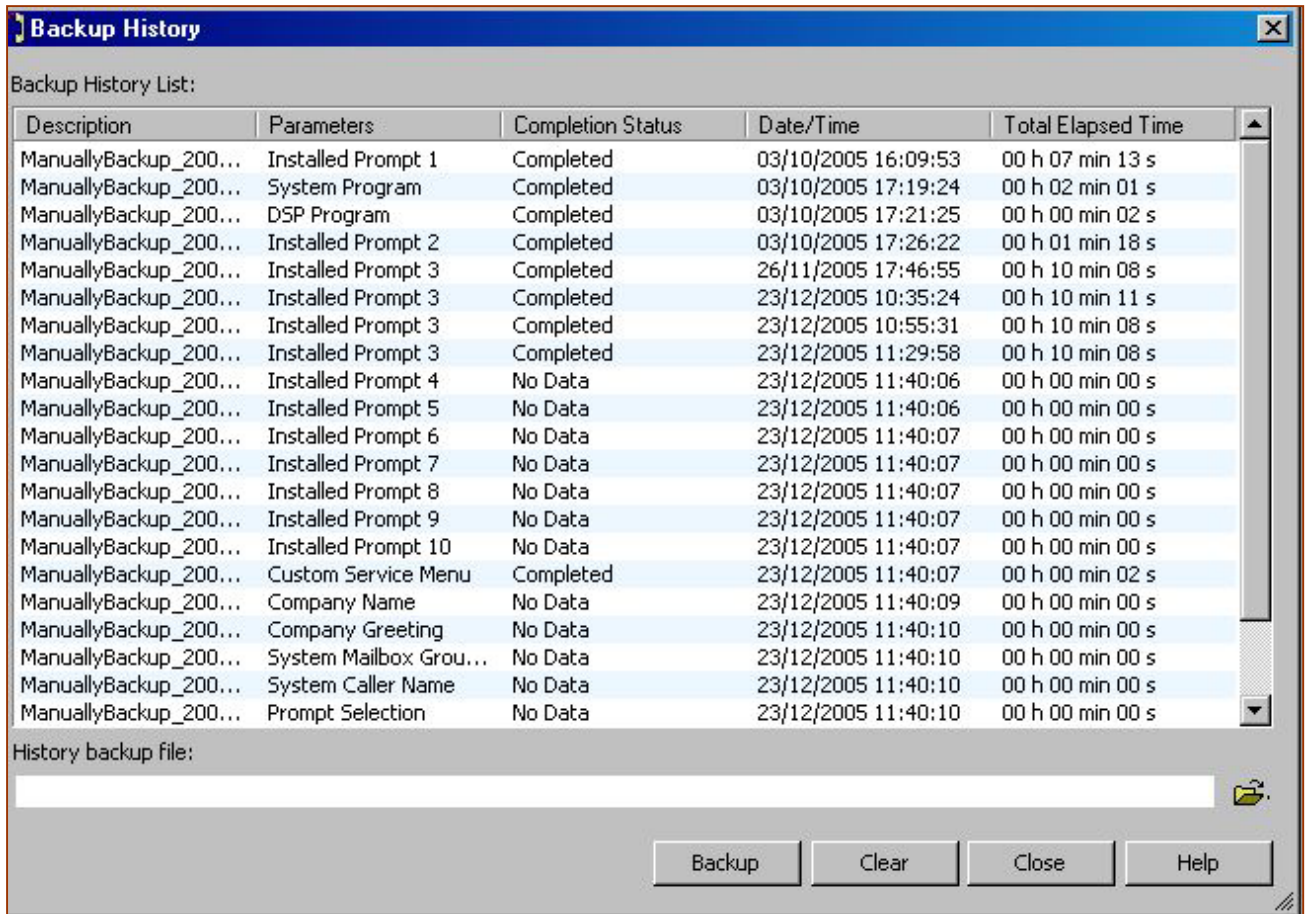 Backup History
Backup History List:
Description Parameters Completion Status Date/Time Total Elapsed Time
ManuallyBackup_200... Installed Prompt 1 Completed 03/10/2005 16:09:53 00 h 07 min 13 s
ManuallyBackup_200... System Program Completed 03/10/2005 17:19:24 00 h 02 min 01 s
ManuallyBackup_200... DSP Program Completed 03/10/2005 17:21:25 00 h 00 min 02 s
ManuallyBackup_200... Installed Prompt 2 Completed 03/10/2005 17:26:22 00 h 01 min 18 s
ManuallyBackup_200... Installed Prompt 3 Completed 26/11/2005 17:46:55 00 h 10 min 08 s
ManuallyBackup_200... Installed Prompt 3 Completed 23/12/2005 10:35:24 00 h 10 min 11 s
ManuallyBackup_200... Installed Prompt 3 Completed 23/12/2005 10:55:31 00 h 10 min 08 s
ManuallyBackup_200... Installed Prompt 3 Completed 23/12/2005 11:29:58 00 h 10 min 08 s
ManuallyBackup_200... Installed Prompt 4 No Data 23/12/2005 11:40:06 00 h 00 min 00 s
ManuallyBackup_200... Installed Prompt 5 No Data 23/12/2005 11:40:06 00 h 00 min 00 s
ManuallyBackup_200... Installed Prompt 6 No Data 23/12/2005 11:40:07 00 h 00 min 00 s
ManuallyBackup_200... Installed Prompt 7 No Data 23/12/2005 11:40:07 00 h 00 min 00 s
ManuallyBackup_200... Installed Prompt 8 No Data 23/12/2005 11:40:07 00 h 00 min 00 s
ManuallyBackup_200... Installed Prompt 9 No Data 23/12/2005 11:40:07 00 h 00 min 00 s
ManuallyBackup_200... Installed Prompt 10 No Data 23/12/2005 11:40:07 00 h 00 min 00 s
ManuallyBackup_200... Custom Service Menu Completed 23/12/2005 11:40:07 00 h 00 min 02 s
ManuallyBackup_200... Company Name No Data 23/12/2005 11:40:09 00 h 00 min 00 s
ManuallyBackup_200... Company Greeting No Data 23/12/2005 11:40:10 00 h 00 min 00 s
ManuallyBackup_200... System Mailbox Grou... No Data 23/12/2005 11:40:10 00 h 00 min 00 s
ManuallyBackup_200... System Caller Name No Data 23/12/2005 11:40:10 00 h 00 min 00 s
ManuallyBackup_200... Prompt Selection No Data 23/12/2005 11:40:10 00 h 00 min 00 s
History backup file:
Backup Clear Close Help